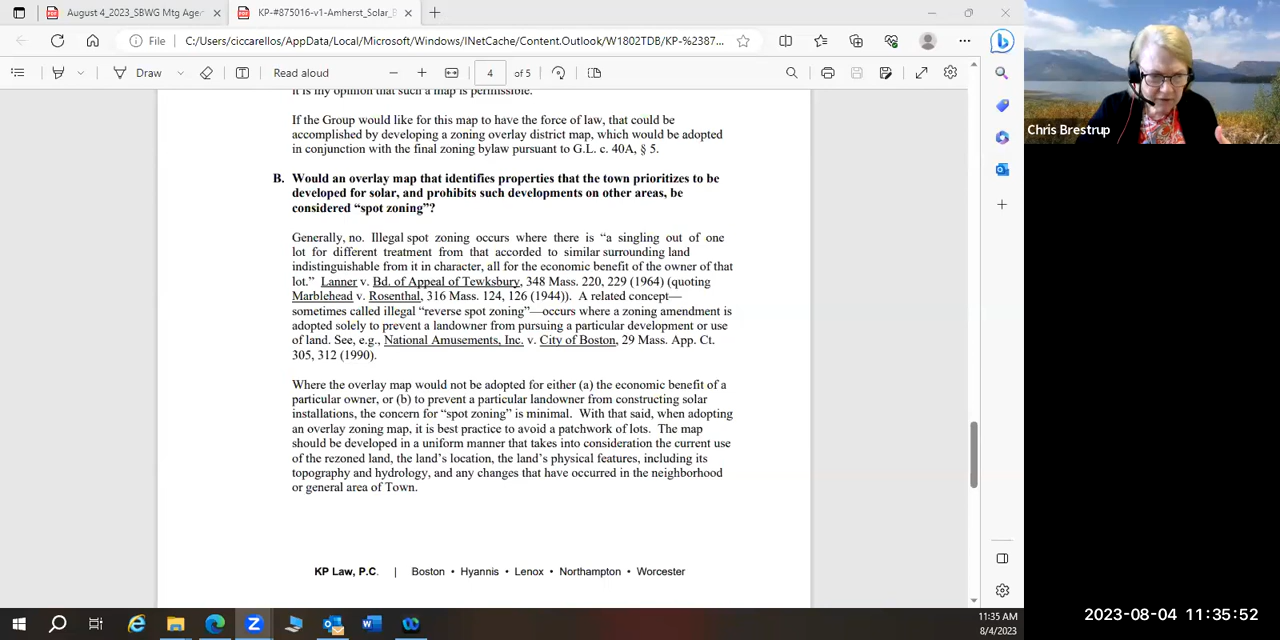 August 4_2023_SBWG Mtg Age
KP-#875016-v1-Amherst_Solar_B
File
C:/Users/ciccarellos/AppData/Local/Microsoft/Windows/INetCache/Content.Outlook/W1802TDB/KP-%2387...
Draw
Read aloud
4
of 5
it is my opinion that such a map is permissible.
If the Group would like for this map to have the force of law, that could be
accomplished by developing a zoning overlay district map, which would be adopted
in conjunction with the final zoning bylaw pursuant to G.L. c. 40A, § 5.
B. Would an overlay map that identifies properties that the town prioritizes to be
developed for solar, and prohibits such developments on other areas, be
considered “spot zoning”?
Generally, no. Illegal spot zoning occurs where there is “a singling out of one
lot for different treatment from that accorded to similar surrounding land
indistinguishable from it in character, all for the economic benefit of the owner of that
lot.” Lanner v. Bd. of Appeal of Tewksbury, 348 Mass. 220, 229 (1964) (quoting
Marblehead v. Rosenthal, 316 Mass. 124, 126 (1944)). A related concept—
sometimes called illegal “reverse spot zoning”—occurs where a zoning amendment is
adopted solely to prevent a landowner from pursuing a particular development or use
of land. See, e.g., National Amusements, Inc. v. City of Boston, 29 Mass. App. Ct.
305, 312 (1990).
Where the overlay map would not be adopted for either (a) the economic benefit of a
particular owner, or (b) to prevent a particular landowner from constructing solar
installations, the concern for “spot zoning” is minimal. With that said, when adopting
an overlay zoning map, it is best practice to avoid a patchwork of lots. The map
should be developed in a uniform manner that takes into consideration the current use
of the rezoned land, the land’s location, the land’s physical features, including its
topography and hydrology, and any changes that have occurred in the neighborhood
or general area of Town.
KP Law, P.C. | Boston • Hyannis • Lenox • Northampton • Worcester
Chris Brestrup
11:35 AM
8/4/2023
2023-08-04 11:35:52